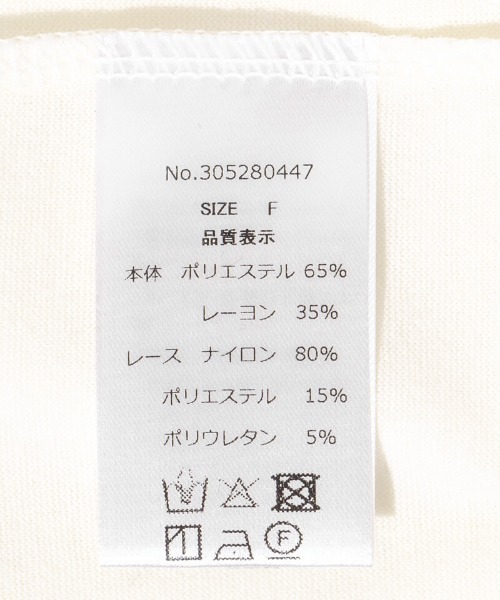 No.305280447
SIZE F
品質表示
本体 ポリエステル 65%
レーヨン 35%
レース ナイロン 80%
ポリエステル 15%
ポリウレタン 5%
F